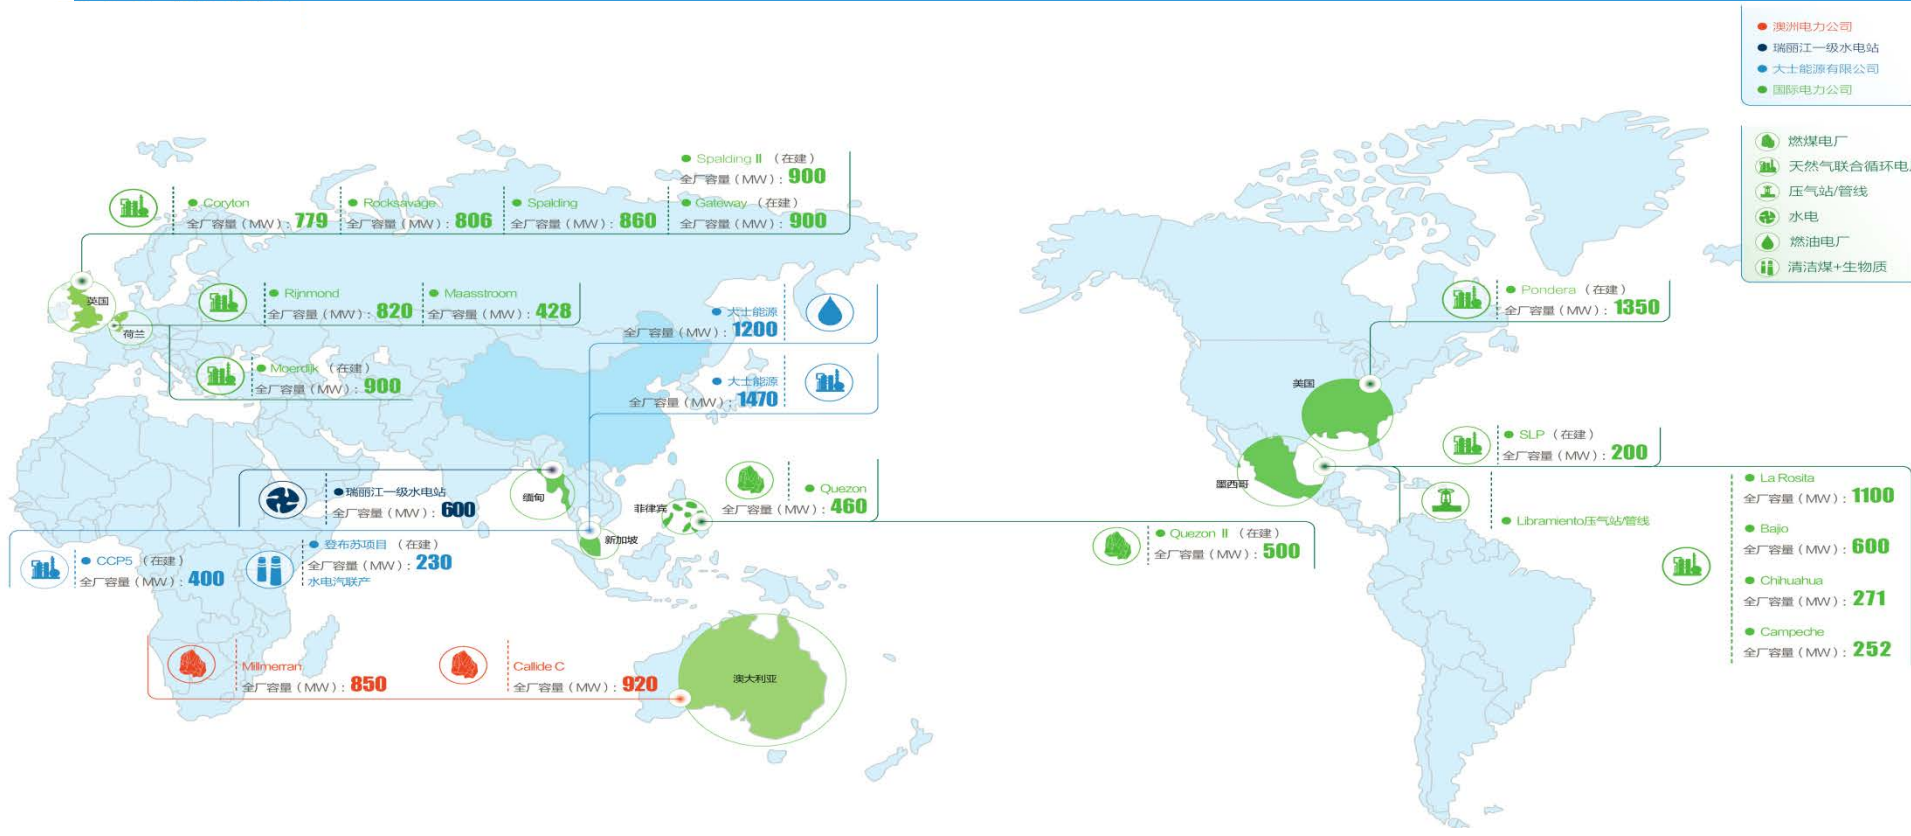 澳洲电力公司
瑞丽江一级水电站
大士能源有限公司
国际电力公司
燃煤电厂
天然气联合循环电
压气站/管线
水电
燃油电厂
清洁煤+生物质
Spalding II （在建）
全厂容量（MW）: 900
Coryton
全厂容量（MW）: 779
Rocksavage
全厂容量（MW）: 806
Spalding
全厂容量（MW）: 860
Gateway （在建）
全厂容量（MW）: 900
英国
荷兰
Rijnmond
全厂容量（MW）: 820
Maasstroom
全厂容量（MW）: 428
Moerdijk （在建）
全厂容量（MW）: 900
大士能源
全厂容量（MW）: 1200
大士能源
全厂容量（MW）: 1470
瑞丽江一级水电站
全厂容量（MW）: 600
缅甸
菲律宾
Quezon
全厂容量（MW）: 460
新加坡
CCP5 （在建）
全厂容量（MW）: 400
登布苏项目 （在建）
全厂容量（MW）: 230
水电汽联产
Millmerran
全厂容量（MW）: 850
Callide C
全厂容量（MW）: 920
澳大利亚
Pondera （在建）
全厂容量（MW）: 1350
美国
SLP （在建）
全厂容量（MW）: 200
墨西哥
Libramiento压气站/管线
Quezon II （在建）
全厂容量（MW）: 500
La Rosita
全厂容量（MW）: 1100
Bajio
全厂容量（MW）: 600
Chihuahua
全厂容量（MW）: 271
Campeche
全厂容量（MW）: 252